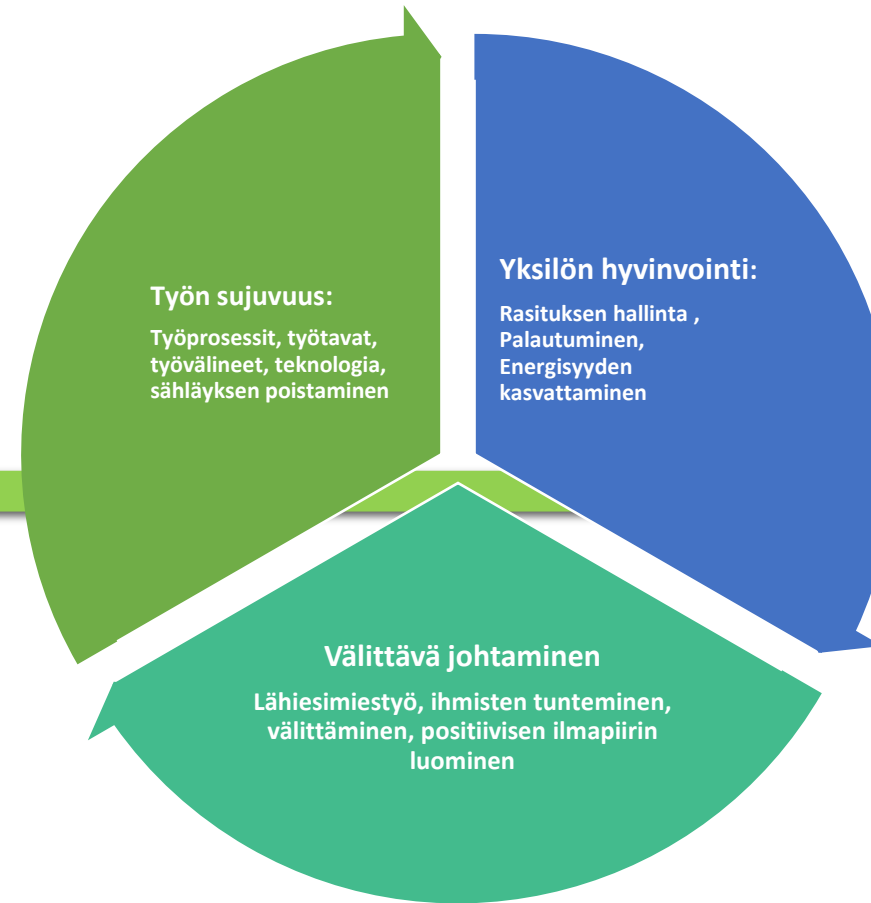 Työn sujuvuus:
Työprosessit, työtavat,
työvälineet, teknologia,
sähläyksen poistaminen
Yksilön hyvinvointi:
Rasituksen hallinta ,
Palautuminen,
Energisyyden
kasvattaminen
Välittävä johtaminen
Lähiesimiestyö, ihmisten tunteminen,
välittäminen, positiivisen ilmapiirin
luominen